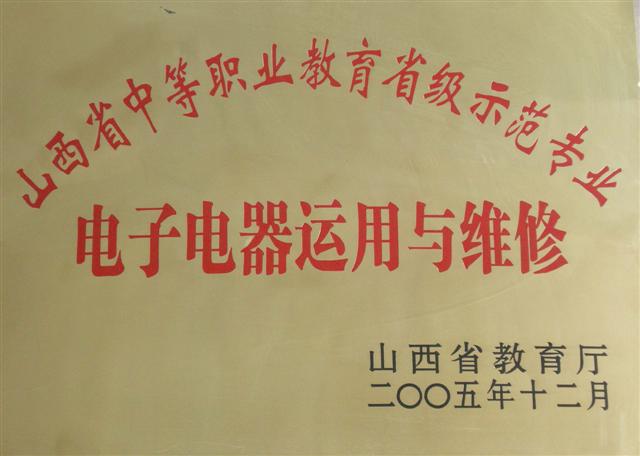 山西省中等职业教育省级示范专业
电子电器运用与维修
山西省教育厅
二〇〇五年十二月